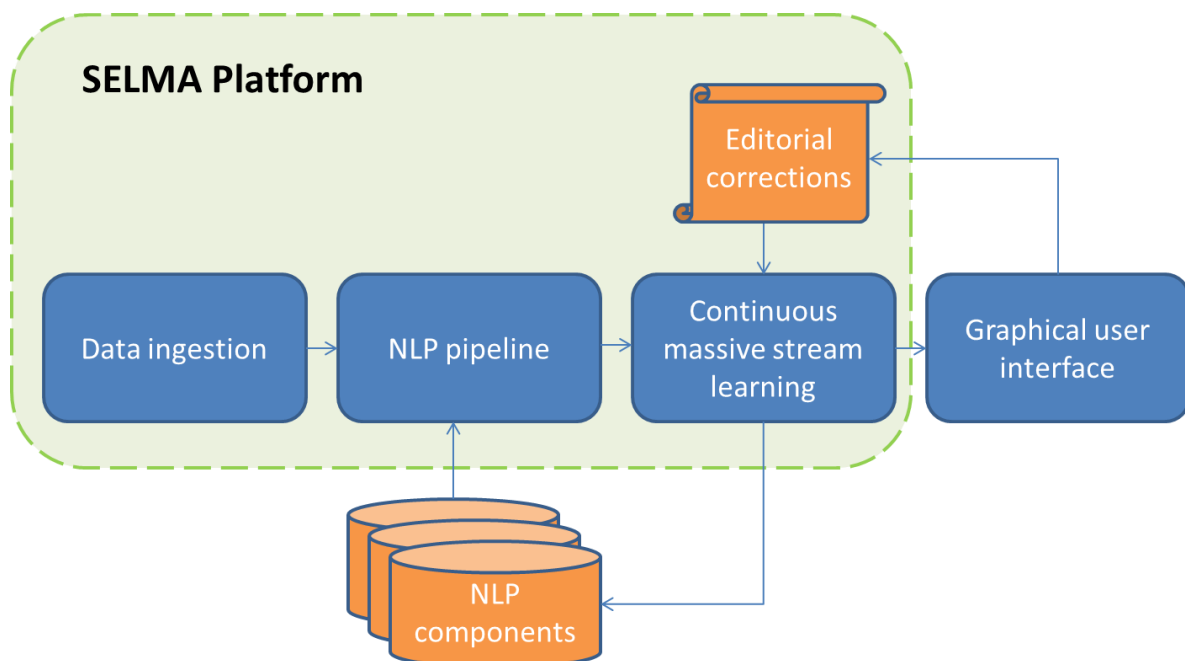 SELMA Platform
Editorial
corrections
Data ingestion
NLP pipeline
Continuous
massive stream
learning
Graphical user
interface
NLP
components